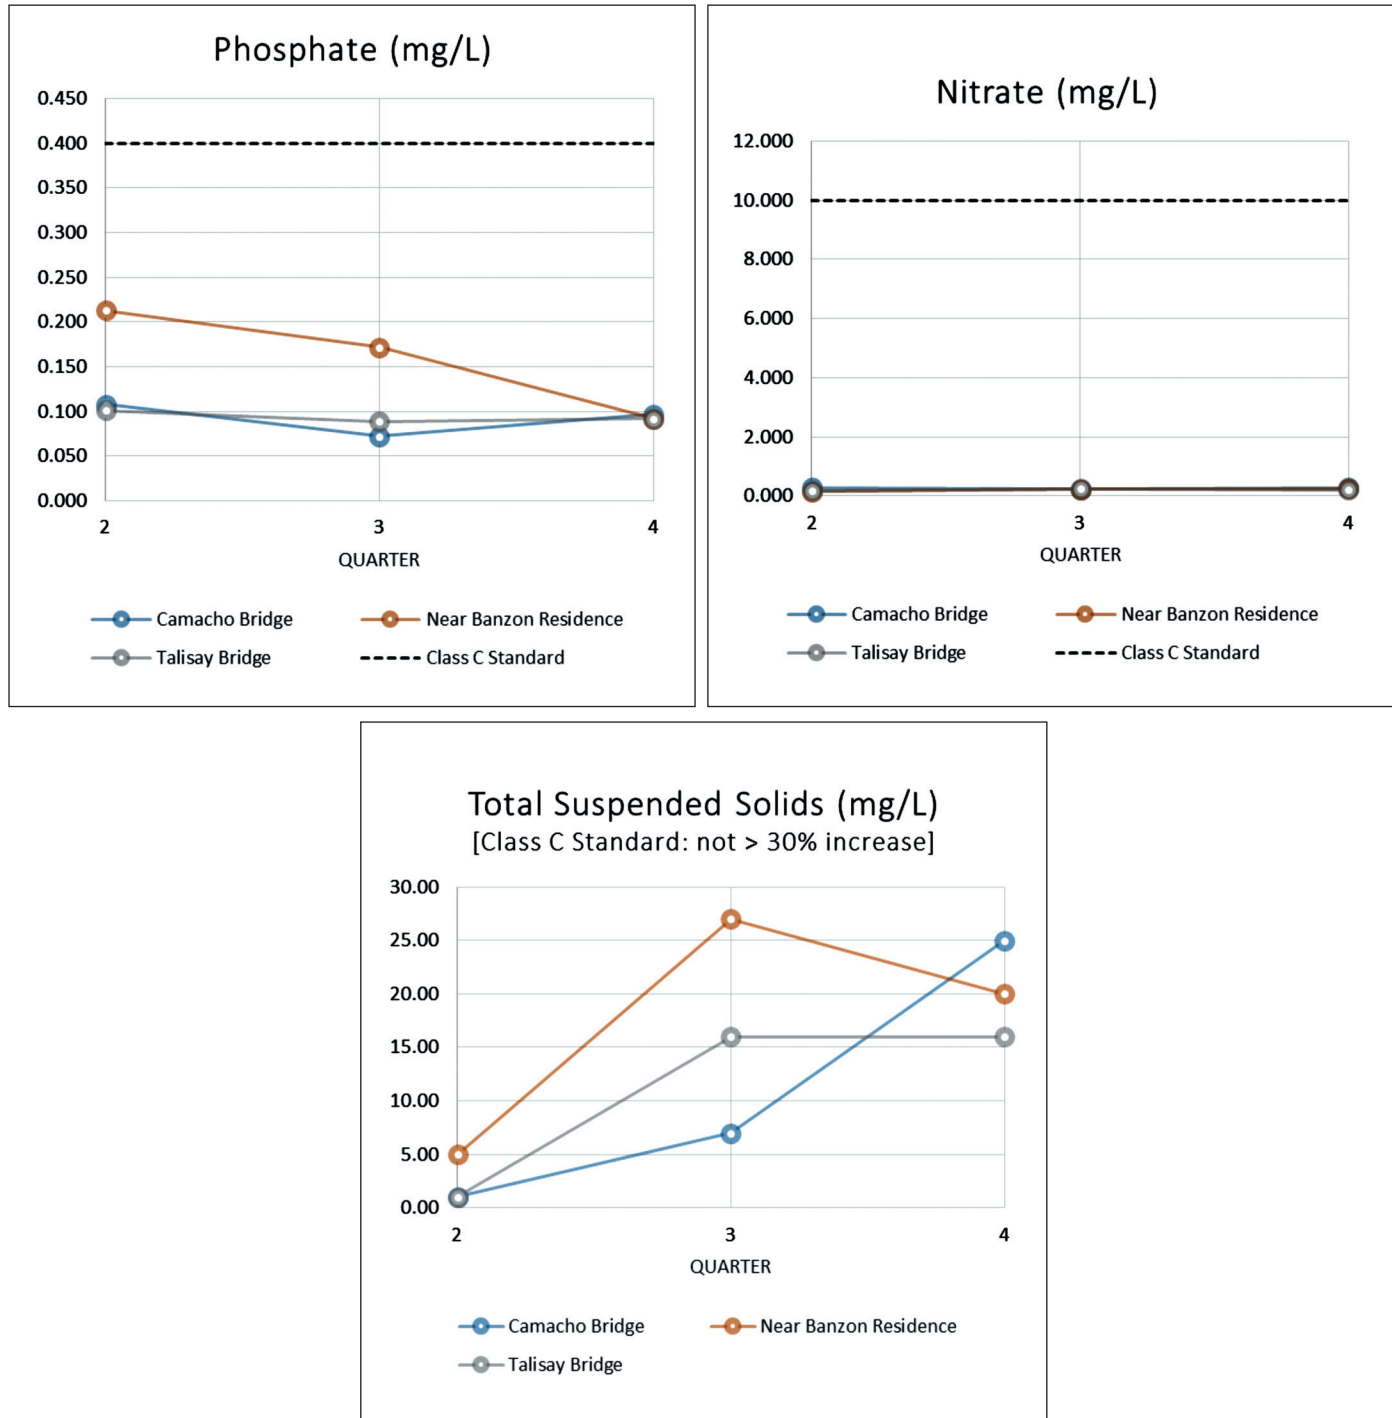 Phosphate (mg/L)
0.450
0.400
0.350
0.300
0.250
0.200
0.150
0.100
0.050
0.000
2 3 4
QUARTER
Camacho Bridge Near Banzon Residence
Talisay Bridge Class C Standard
Nitrate (mg/L)
12.000
10.000
8.000
6.000
4.000
2.000
0.000
2 3 4
QUARTER
Camacho Bridge Near Banzon Residence
Talisay Bridge Class C Standard
Total Suspended Solids (mg/L)
[Class C Standard: not > 30% increase]
30.00
25.00
20.00
15.00
10.00
5.00
0.00
2 3 4
QUARTER
Camacho Bridge Near Banzon Residence
Talisay Bridge